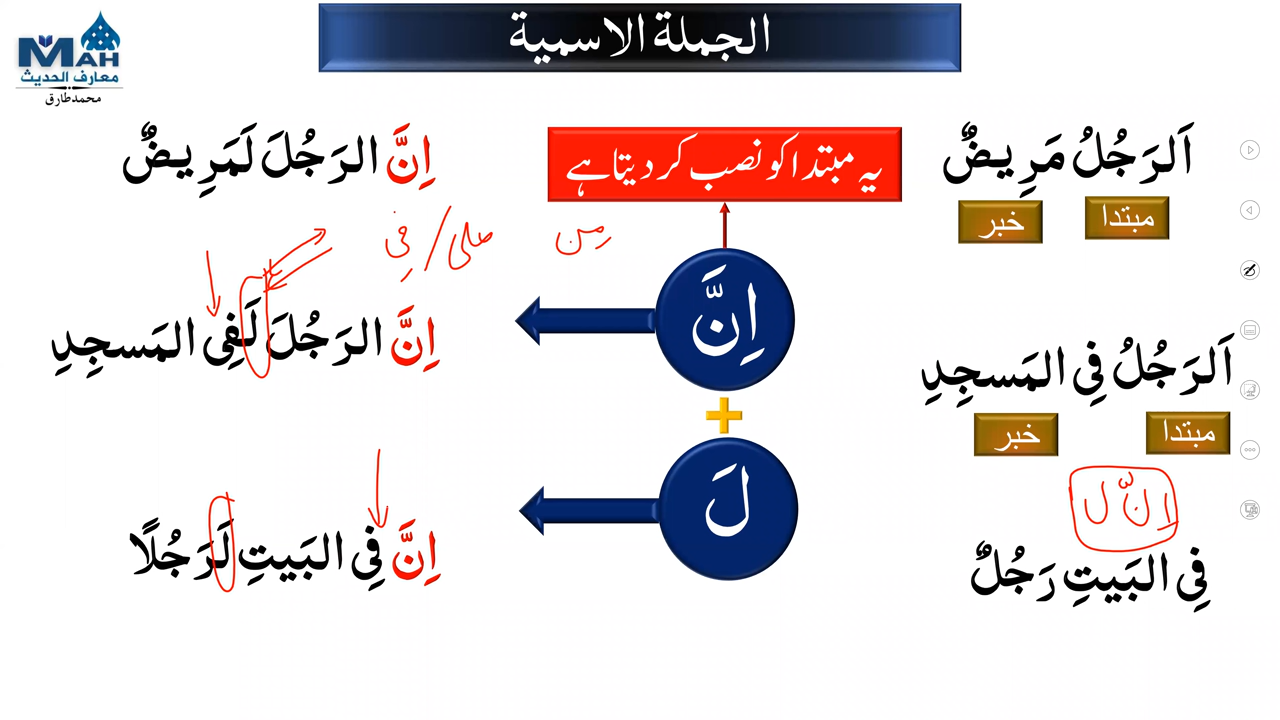 الجملة الاسمية
MAH
معارف الحديث
محمد طارق
اَلرَجُلُ مَرِيضٌ
مبتدا
خبر
یہ مبتدا کو نصب کر دیتا ہے
اِنَّ الرَجُلَ لَمَرِيضٌ
مِن
فِي
اِنَّ
اَلرَجُلُ فِي المَسجِدِ
مبتدا
خبر
اِنَّ الرَجُلَ لَفِي المَسجِدِ
+
لَ
اِنّ ل
فِي البَيتِ رَجُلٌ
اِنَّ فِي البَيتِ لَرَجُلًا